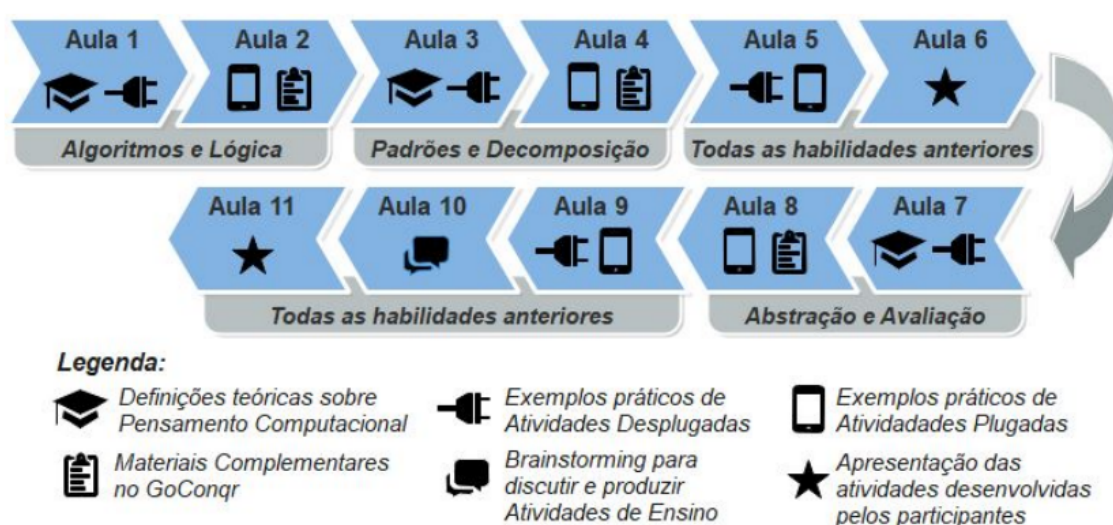 Aula 1
Aula 2
Aula 3
Aula 4
Aula 5
Aula 6
Algoritmos e Lógica
Padrões e Decomposição
Todas as habilidades anteriores
Aula 11
Aula 10
Aula 9
Aula 8
Aula 7
Todas as habilidades anteriores
Abstração e Avaliação
Legenda:
Definições teóricas sobre
Pensamento Computacional
Exemplos práticos de
Atividades Desplugadas
Exemplos práticos de
Atividadades Plugadas
Materiais Complementares
no GoConqr
Brainstorming para
discutir e produzir
Atividades de Ensino
Apresentação das
atividades desenvolvidas
pelos participantes